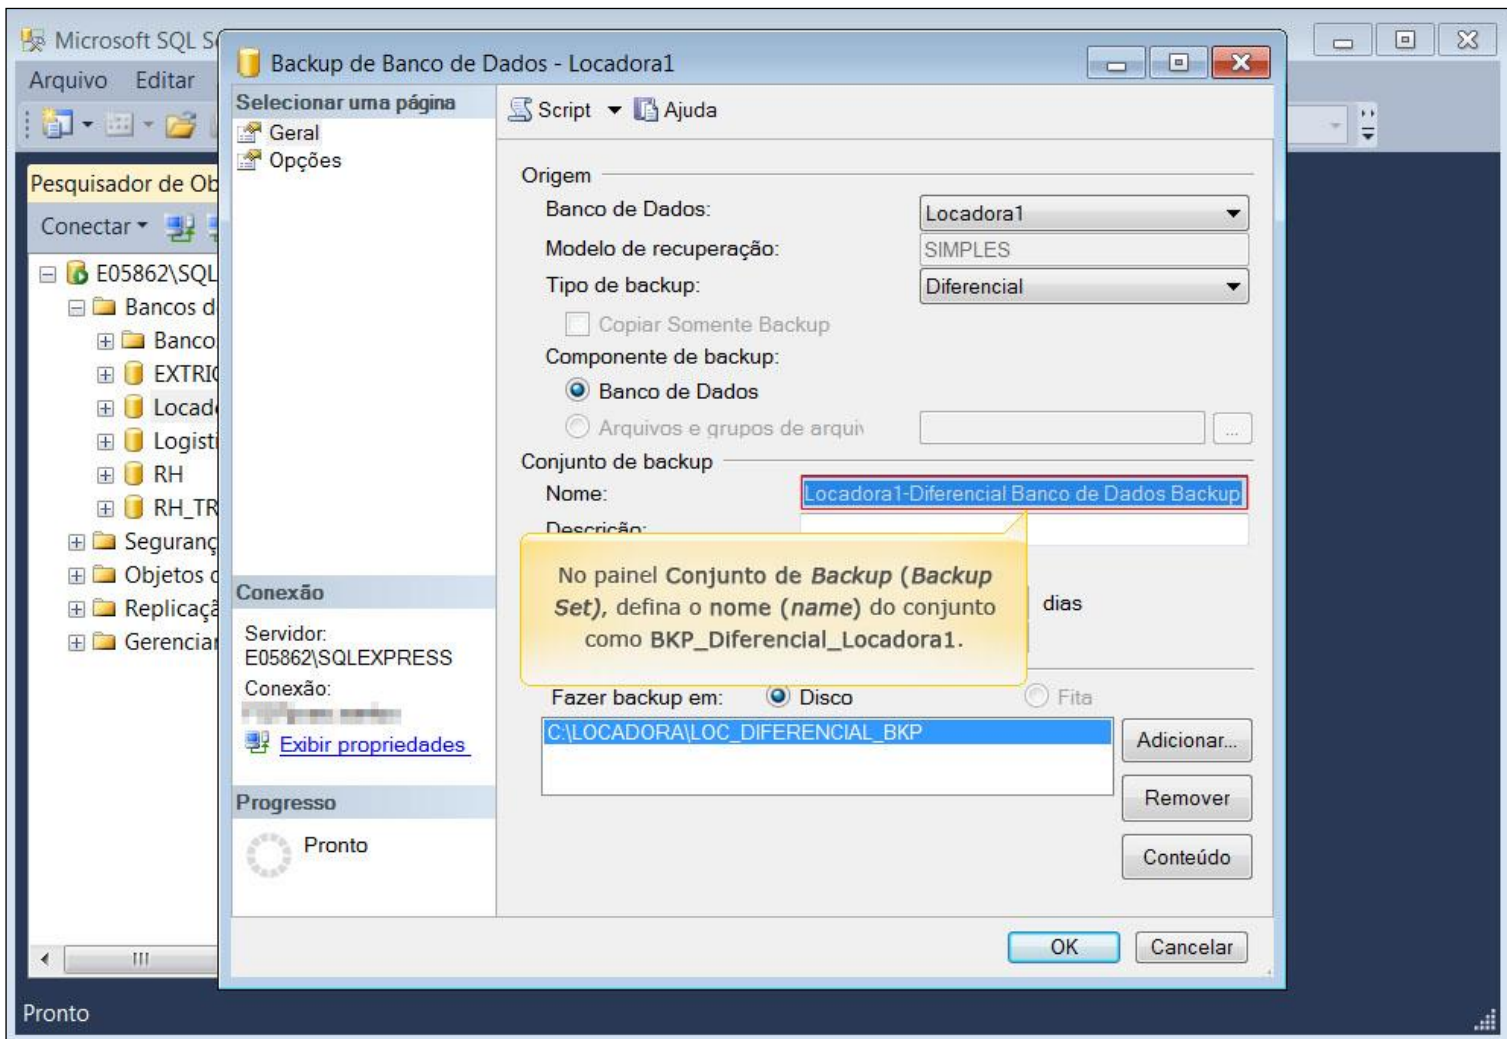 Microsoft SQL S
Arquivo Editar
Pesquisador de Ob
Conectar
E05862\SQL
Bancos d
Banco
EXTRI
Locad
Logisti
RH
RH_TR
Seguranç
Objetos
Replicaçã
Gerenciar
Pronto
Backup de Banco de Dados - Locadora1
Selecionar uma página
Geral
Opções
Conexão
Servidor:
E05862\SQLEXPRESS
Conexão:
Exibir propriedades
Progresso
Pronto
Script Ajuda
Origem
Banco de Dados: Locadora1
Modelo de recuperação: SIMPLES
Tipo de backup: Diferencial
Copiar Somente Backup
Componente de backup:
Banco de Dados
Arquivos e grupos de arquiv ...
Conjunto de backup
Nome: Locadora1-Diferencial Banco de Dados Backup
Descrição:
No painel Conjunto de Backup (Backup
Set), defina o nome (name) do conjunto
como BKP_Diferencial_Locadora1.
dias
Fazer backup em: Disco Fita
C:\LOCADORA\LOC_DIFERENCIAL_BKP
Adicionar...
Remover
Conteúdo
OK Cancelar